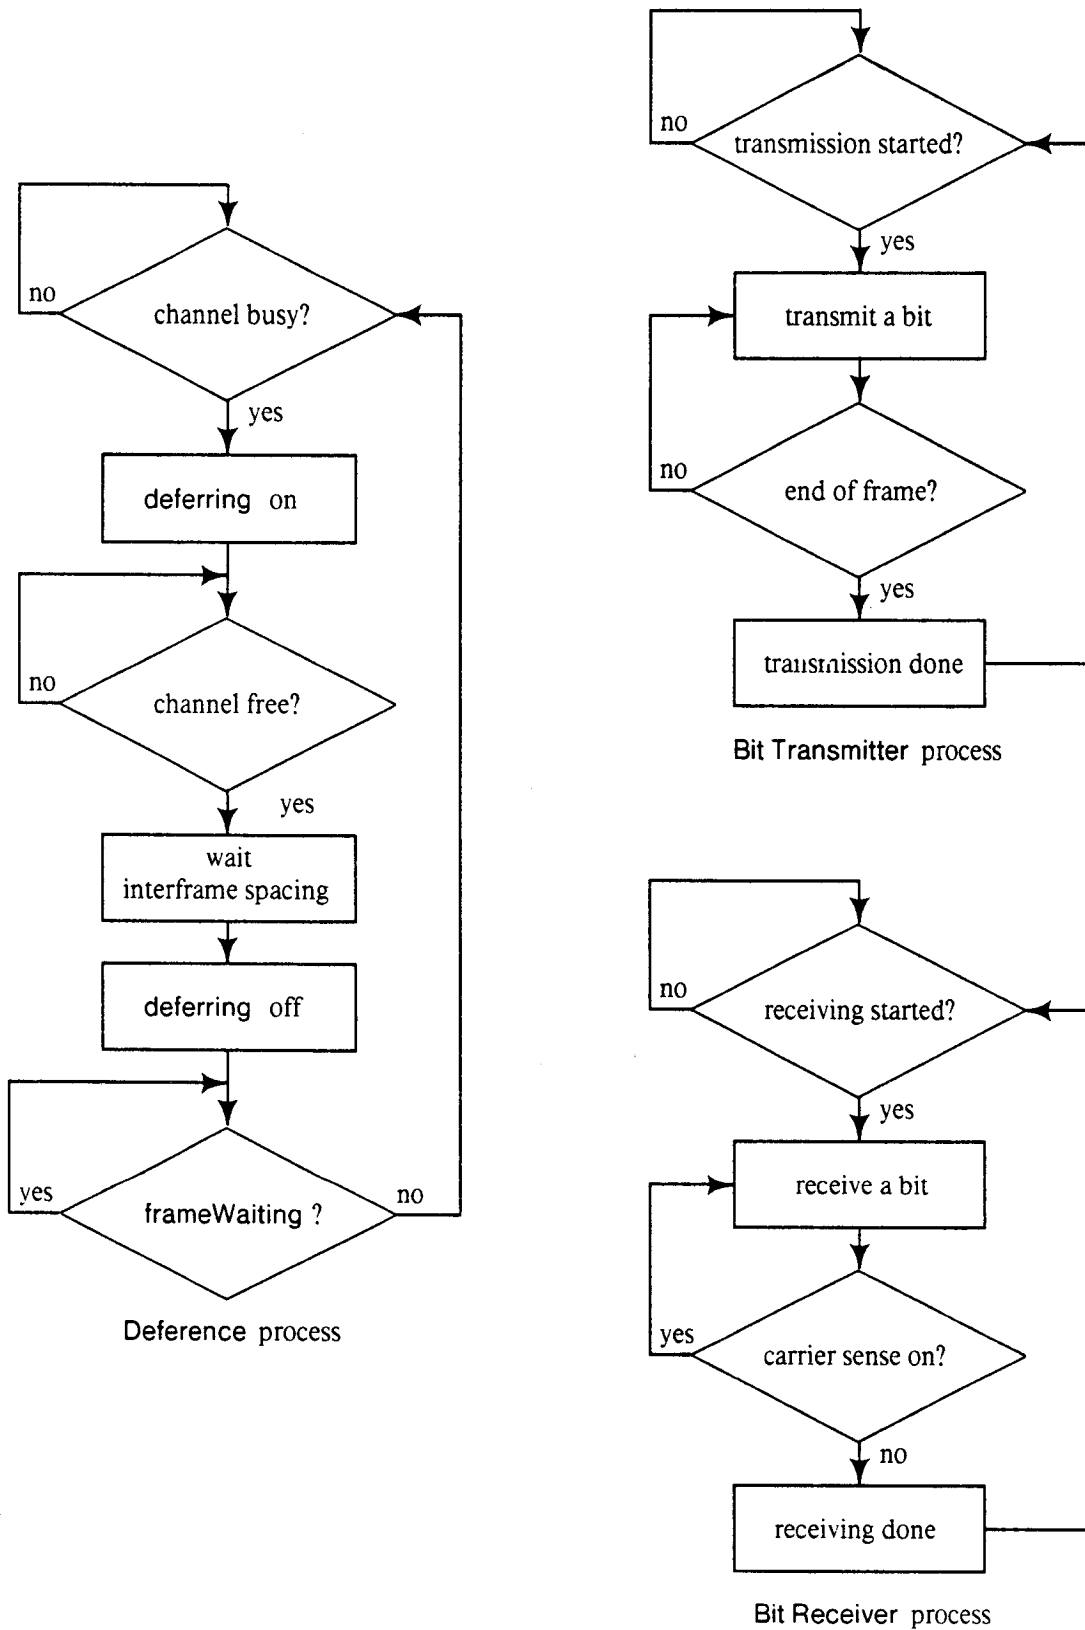 channel busy?
no
yes
deferring on
channel free?
no
yes
wait
interframe spacing
deferring off
frameWaiting ?
yes
no
Deference process
transmission started?
no
yes
transmit a bit
end of frame?
no
yes
transmission done
Bit Transmitter process
receiving started?
no
yes
receive a bit
carrier sense on?
yes
no
receiving done
Bit Receiver process